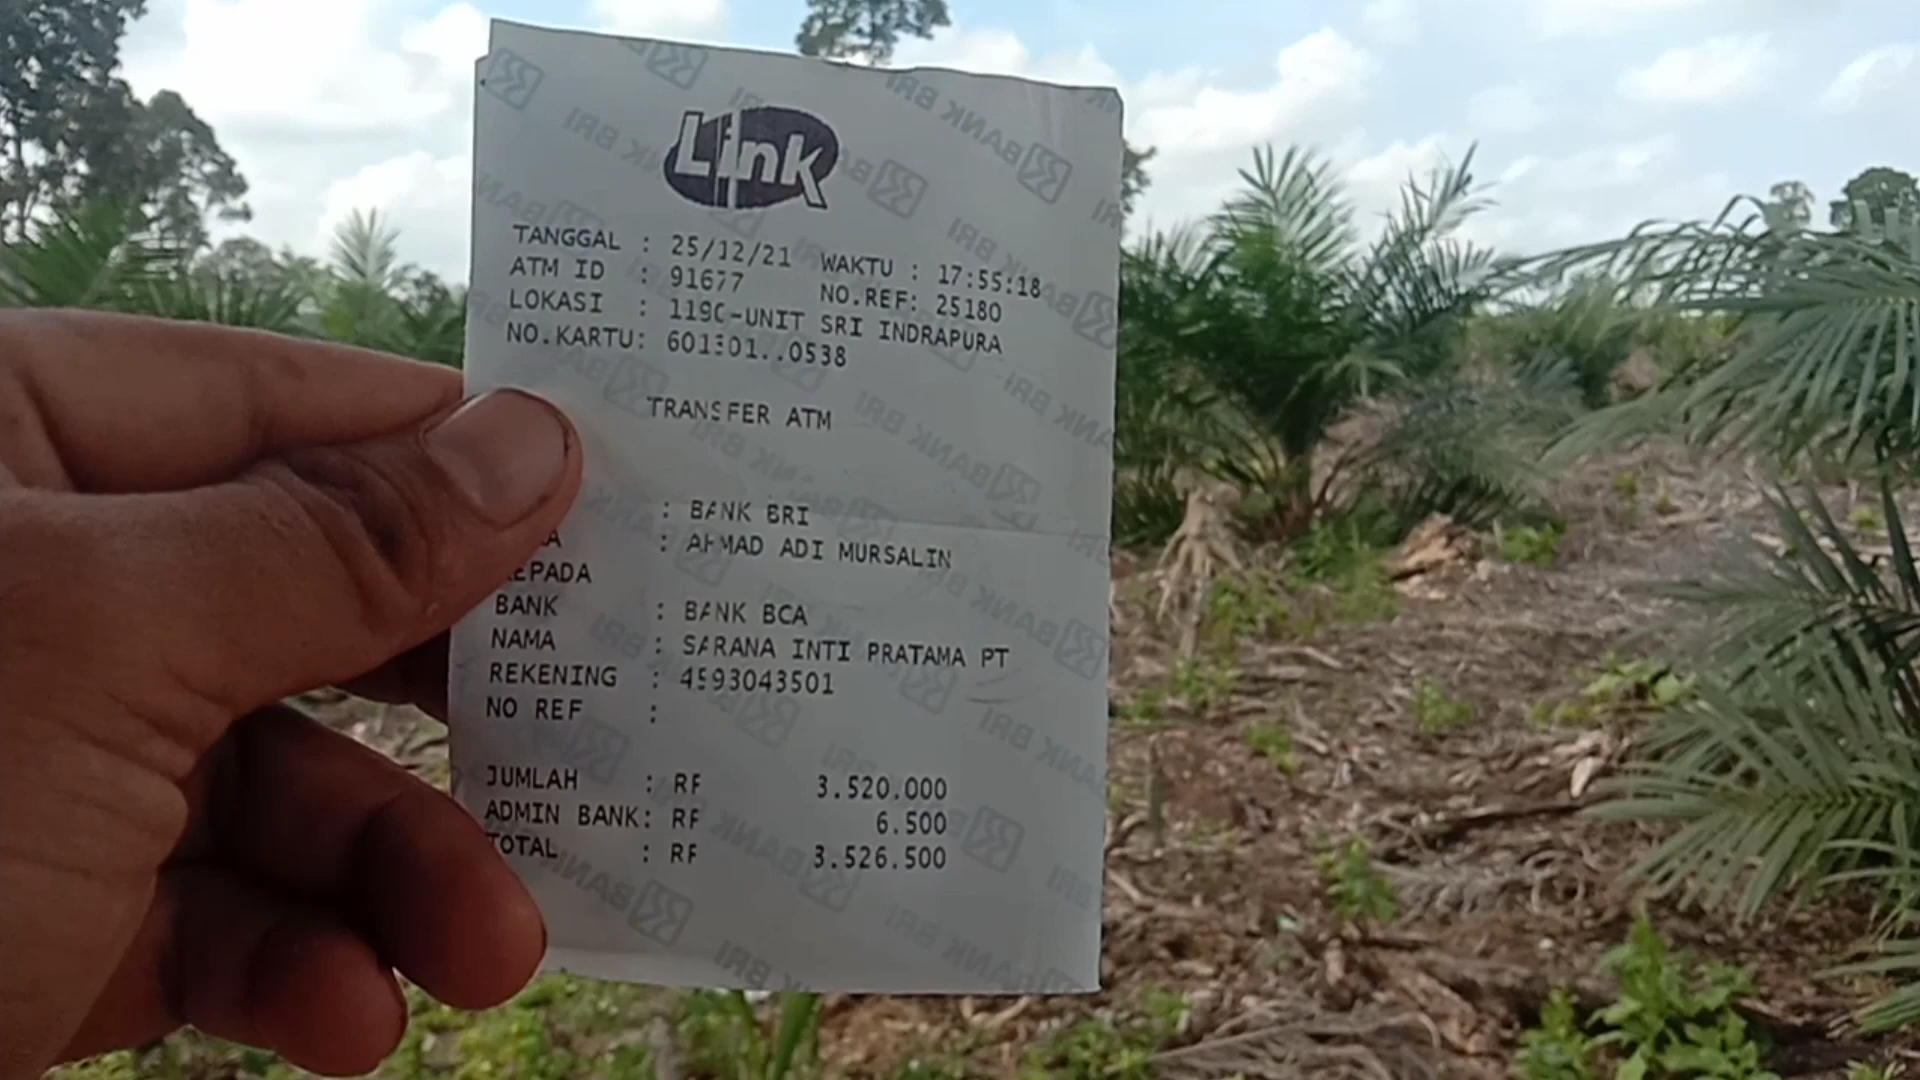 Link
TANGGAL : 25/12/21 WAKTU : 17:55:18
ATM ID : 91677 NO.REF: 25180
LOKASI : 1190-UNIT SRI INDRAPURA
NO.KARTU: 601301..0538
TRANSFER ATM
: BANK BRI
: AHMAD ADI MURSALIN
KEPADA
BANK : BANK BCA
NAMA : SARANA INTI PRATAMA PT
REKENING : 4593043501
NO REF :
JUMLAH : RP 3.520.000
ADMIN BANK: RP 6.500
TOTAL : RP 3.526.500